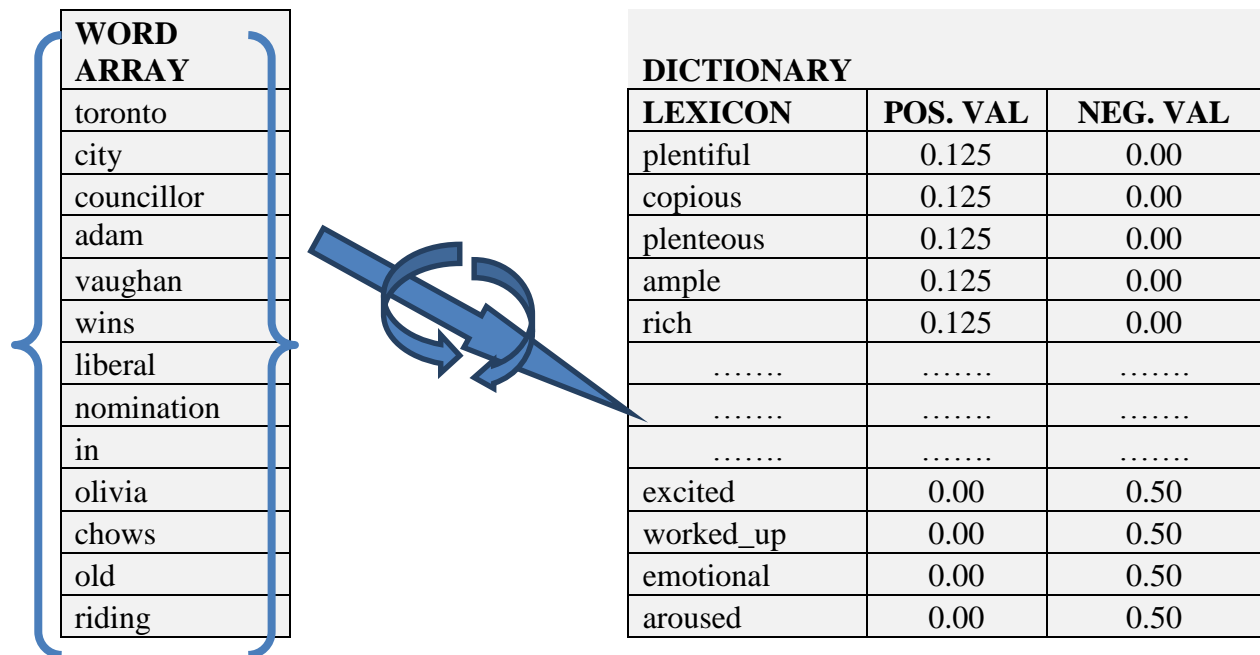 WORD
ARRAY
toronto
city
councillor
adam
vaughan
wins
liberal
nomination
in
olivia
chows
old
riding
DICTIONARY
LEXICON POS. VAL NEG. VAL
plentiful 0.125 0.00
copious 0.125 0.00
plenteous 0.125 0.00
ample 0.125 0.00
rich 0.125 0.00
……. ……. …….
……. ……. …….
……. ……. …….
excited 0.00 0.50
worked_up 0.00 0.50
emotional 0.00 0.50
aroused 0.00 0.50